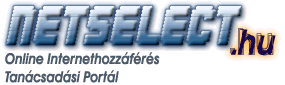 NETSELECT.hu
Online Internethozzáférés
Tanácsadási Portál